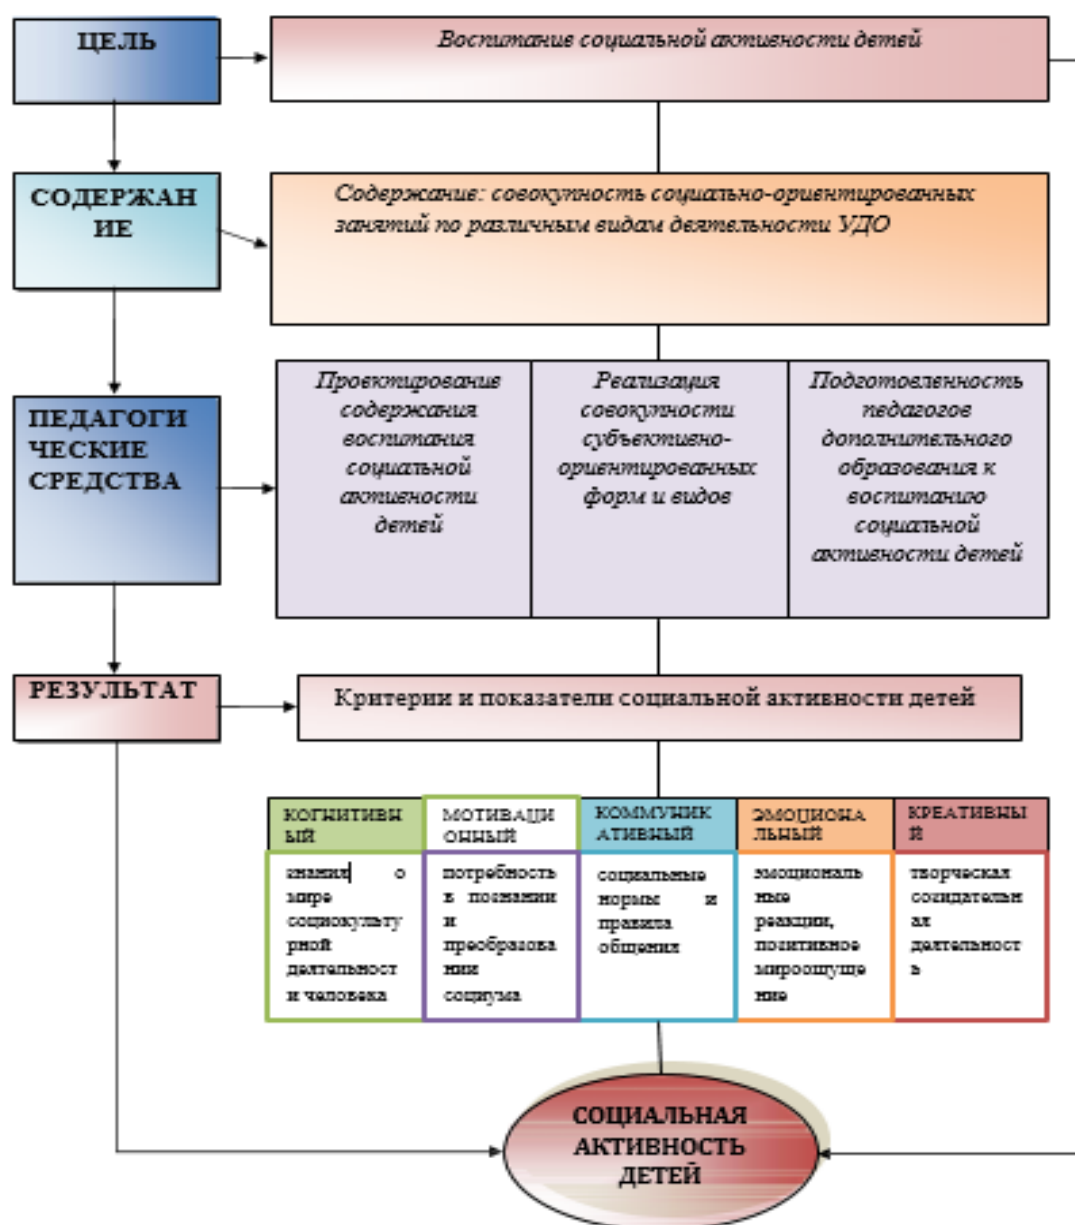 ЦЕЛЬ
Воспитание социальной активности детей
СОДЕРЖАН
ИЕ
Содержание: совокупность социально-ориентированных
занятий по различным видам деятельности УДО
ПЕДАГОГИ
ЧЕСКИЕ
СРЕДСТВА
Проектирование
содержания
воспитания
социальной
активности
детей
Реализация
совокупности
субъективно-
ориентированных
форм и видов
Подготовленность
педагогов
дополнительного
образования к
воспитанию
социальной
активности детей
РЕЗУЛЬТАТ
Критерии и показатели социальной активности детей
КОГНИТИВН
ЫЙ
МОТИВАЦИ
ОННЫЙ
КОММУНИК
АТИВНЫЙ
ЭМОЦИОНА
ЛЬНЫЙ
КРЕАТИВНЫ
Й
знания о
мире
социокульту
рной
деятельност
и человека
потребность
в познании
и
преобразова
нии
социума
социальные
нормы и
правила
общения
эмоциональ
ные
реакции,
позитивное
мироощуще
ние
творческая
созидательн
ая
деятельност
ь
СОЦИАЛЬНАЯ
АКТИВНОСТЬ
ДЕТЕЙ